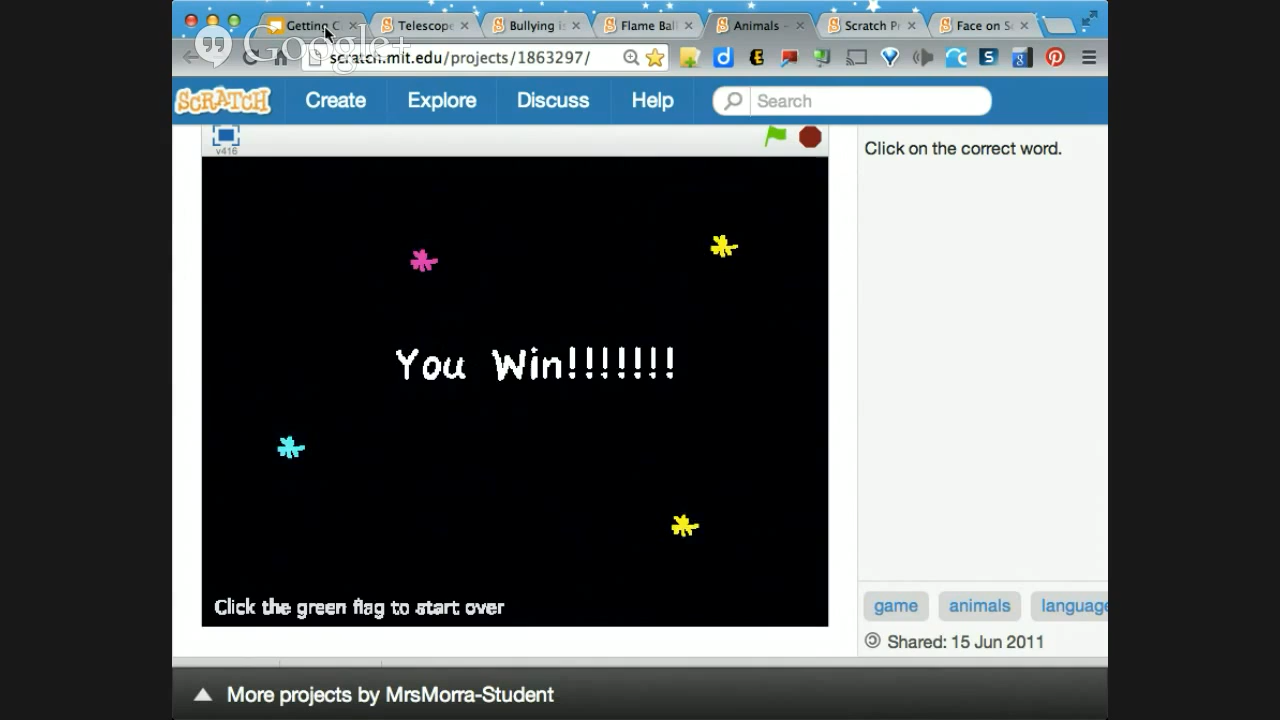 Getting
Telescope
Bullying
Flame Ball
Animals -
Scratch
Face on
Google+
scratch.mit.edu/projects/1863297/
SCRATCH
Create
Explore
Discuss
Help
Search
v416
Click on the correct word.
You Win!!!!!!!
Click the green flag to start over
game
animals
language
Shared: 15 Jun 2011
More projects by MrsMorra-Student